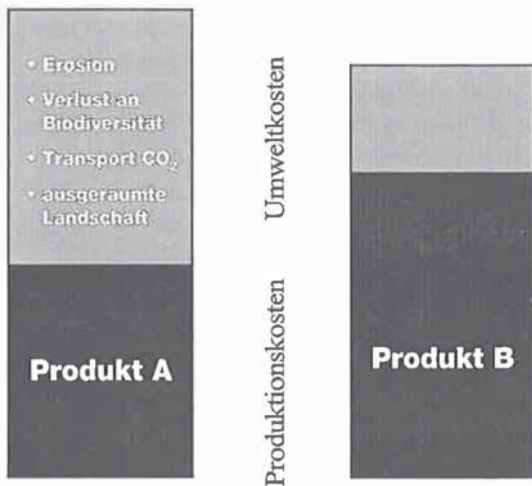 • Erosion
• Verlust an
Biodiversität
• Transport CO₂
• ausgeräumte
Landschaft
Produkt A
Umweltkosten
Produktionskosten
Produkt B